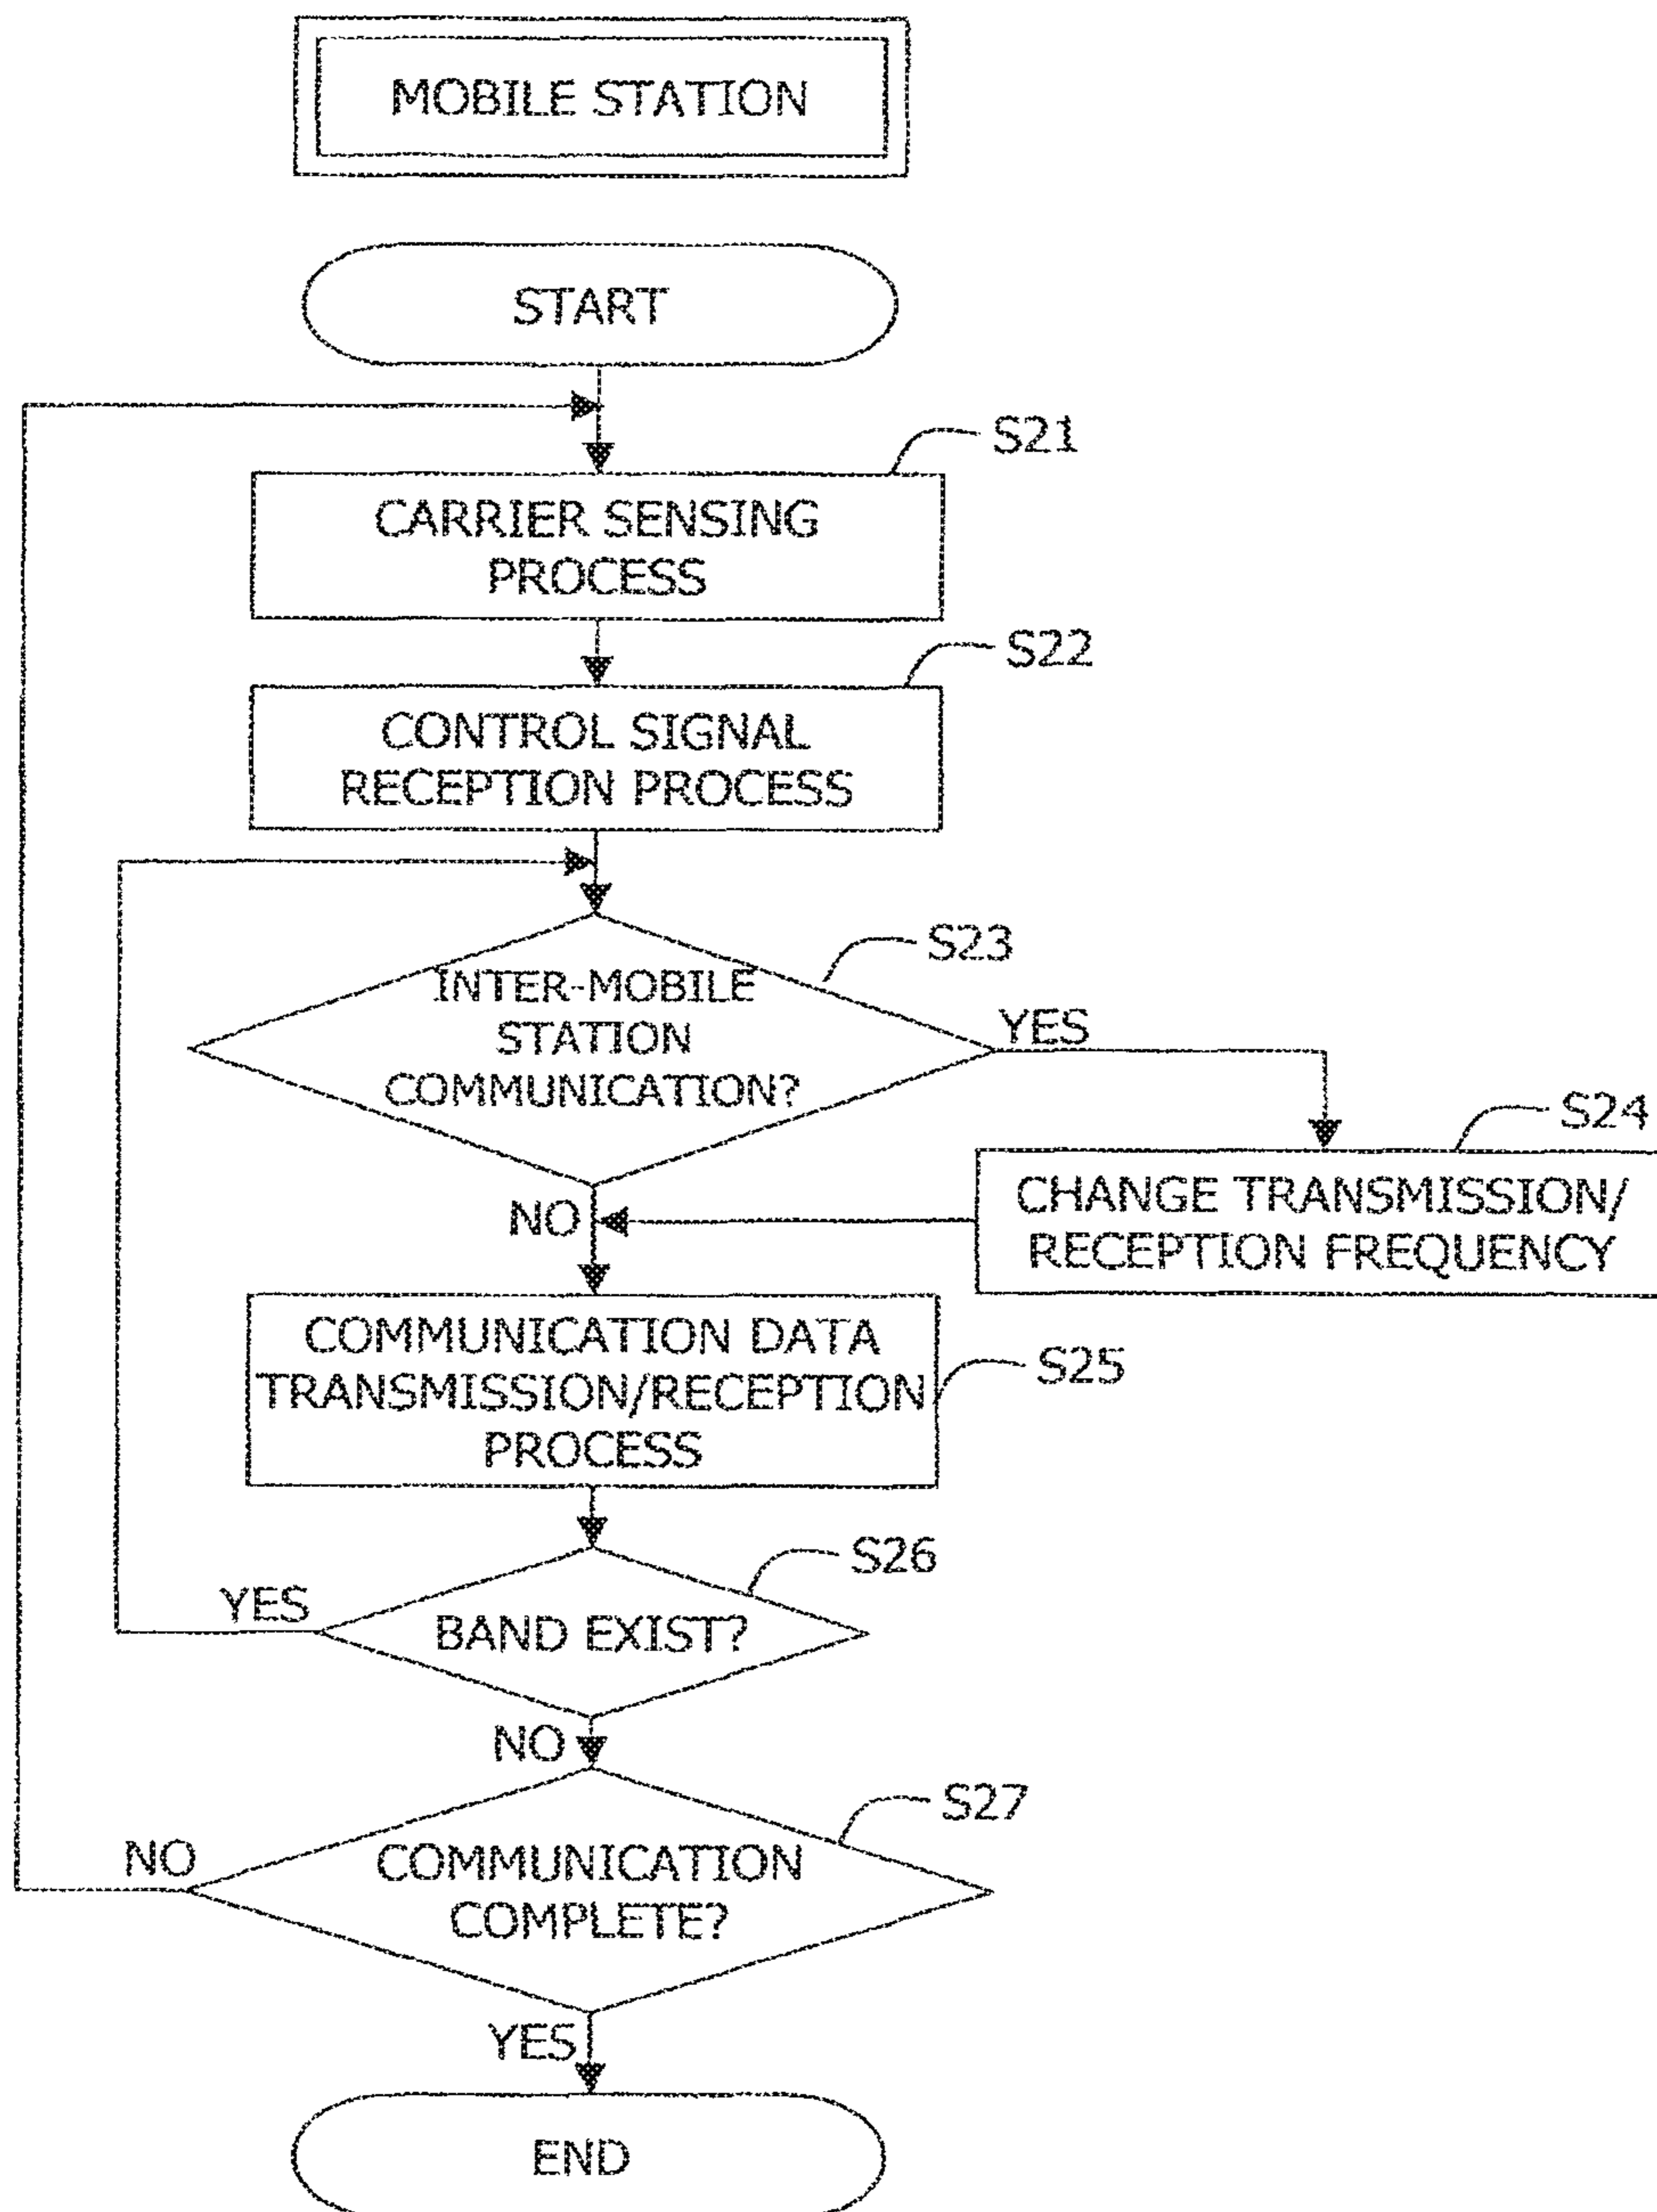 MOBILE STATION
START
S21
CARRIER SENSING
PROCESS
S22
CONTROL SIGNAL
RECEPTION PROCESS
S23
INTER-MOBILE
STATION
COMMUNICATION?
YES
S24
CHANGE TRANSMISSION/
RECEPTION FREQUENCY
NO
COMMUNICATION DATA
TRANSMISSION/RECEPTION
PROCESS
S25
S26
YES
BAND EXIST?
NO
S27
NO
COMMUNICATION
COMPLETE?
YES
END